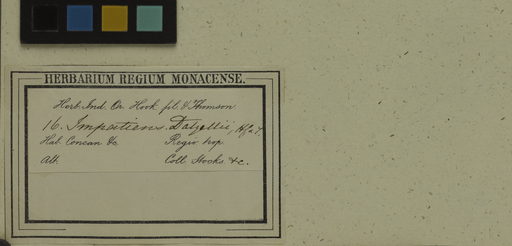 HERBARIUM REGIUM MONACENSE.
Herb. Ind. Or. Hook. fil. & Thomson
16. Impatiens Dalzellii, Hf & T.
Hab. Concan &c Regio trop
Alt. Coll. Stocks &c.